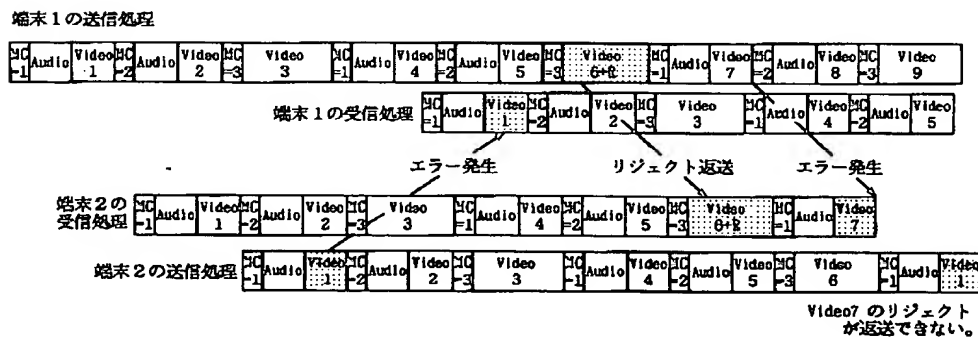 端末1の送信処理
MC=1 Audio Video 1 MC=2 Audio Video 2 MC=3 Video 3 MC=1 Audio Video 4 MC=2 Audio Video 5 MC=3 Video 6+R MC=1 Audio Video 7 MC=2 Audio Video 8 MC=3 Video 9
端末1の受信処理 MC=1 Audio Video 1 MC=2 Audio Video 2 MC=3 Video 3 MC=1 Audio Video 4 MC=2 Audio Video 5
エラー発生 リジェクト返送 エラー発生
端末2の受信処理 MC=1 Audio Video 1 MC=2 Audio Video 2 MC=3 Video 3 MC=1 Audio Video 4 MC=2 Audio Video 5 MC=3 Video 6+R MC=1 Audio Video 7
端末2の送信処理 MC=1 Audio Video 1 MC=2 Audio Video 2 MC=3 Video 3 MC=1 Audio Video 4 MC=2 Audio Video 5 MC=3 Video 6 MC=1 Audio Video 1
Video7 のリジェクト
が返送できない。